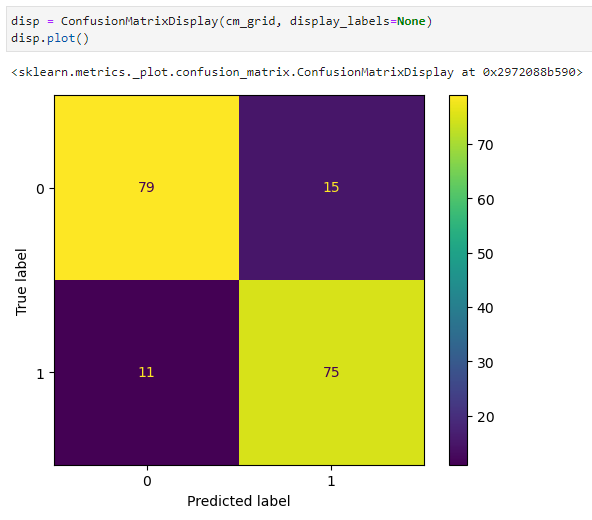 disp = ConfusionMatrixDisplay(cm_grid, display_labels=None)
disp.plot()
<sklearn.metrics._plot.confusion_matrix.ConfusionMatrixDisplay at 0x2972088b590>
79 15
11 75
0
1
True label
0 1
Predicted label
70
60
50
40
30
20